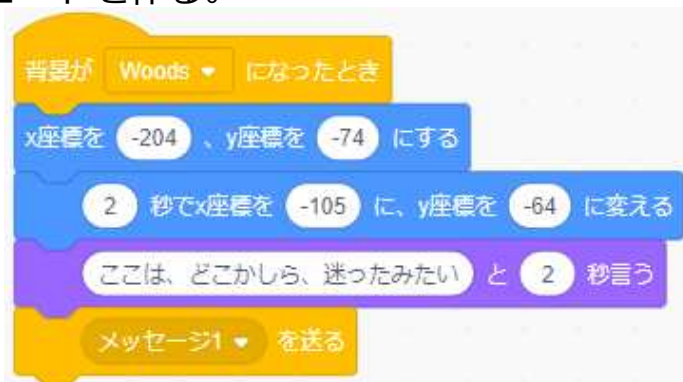 背景が Woods になったとき
x座標を -204 、y座標を -74 にする
2 秒でx座標を -105 に、y座標を -64 に変える
ここは、どこかしら、迷ったみたい と 2 秒言う
メッセージ1 を送る